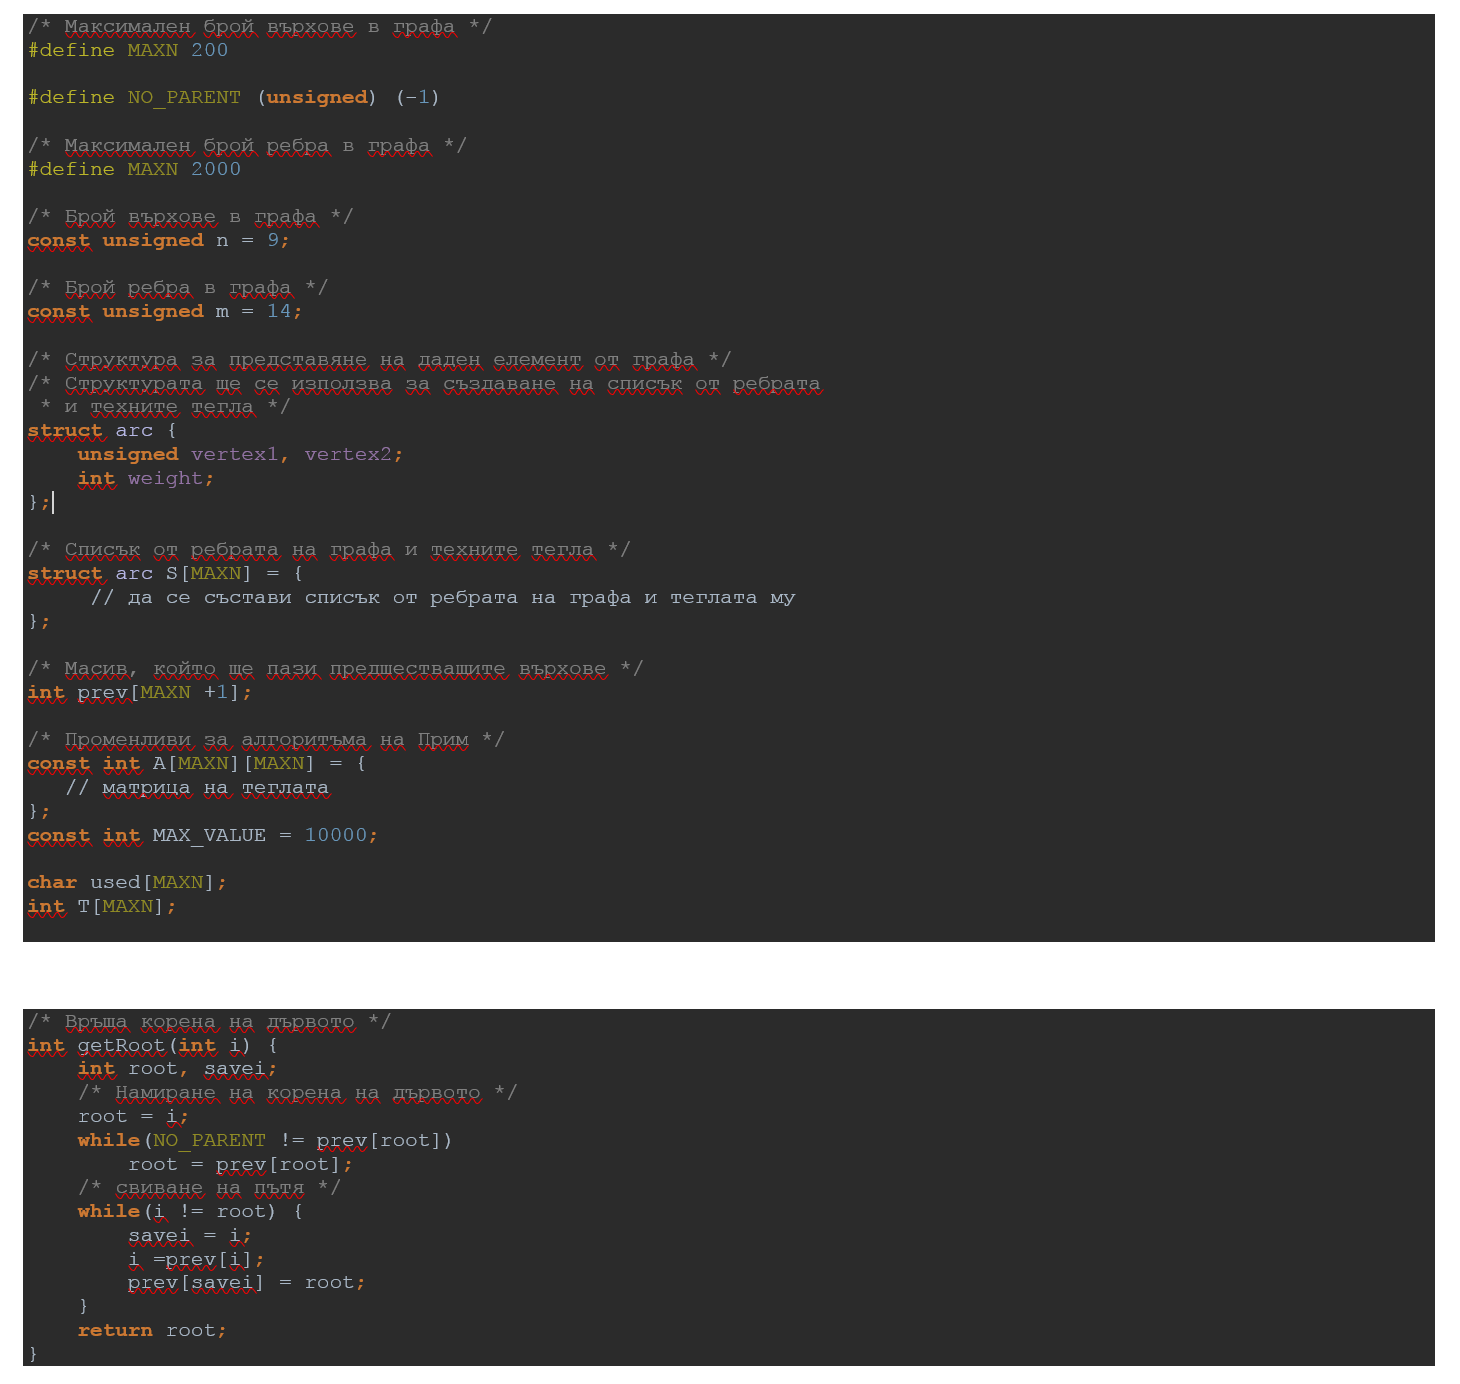 /* Максимален брой върхове в графа */
#define MAXN 200
#define NO_PARENT (unsigned) (-1)
/* Максимален брой ребра в графа */
#define MAXN 2000
/* Брой върхове в графа */
const unsigned n = 9;
/* Брой ребра в графа */
const unsigned m = 14;
/* Структура за представяне на даден елемент от графа */
/* Структурата ще се използва за създаване на списък от ребрата
 * и техните тегла */
struct arc {
    unsigned vertex1, vertex2;
    int weight;
};
/* Списък от ребрата на графа и техните тегла */
struct arc S[MAXN] = {
     // да се състави списък от ребрата на графа и теглата му
};
/* Масив, който ще пази предшестващите върхове */
int prev[MAXN +1];
/* Променливи за алгоритъма на Прим */
const int A[MAXN][MAXN] = {
   // матрица на теглата
};
const int MAX_VALUE = 10000;
char used[MAXN];
int T[MAXN];
/* Връща корена на дървото */
int getRoot(int i) {
    int root, savei;
    /* Намиране на корена на дървото */
    root = i;
    while(NO_PARENT != prev[root])
        root = prev[root];
    /* свиване на пътя */
    while(i != root) {
        savei = i;
        i =prev[i];
        prev[savei] = root;
    }
    return root;
}